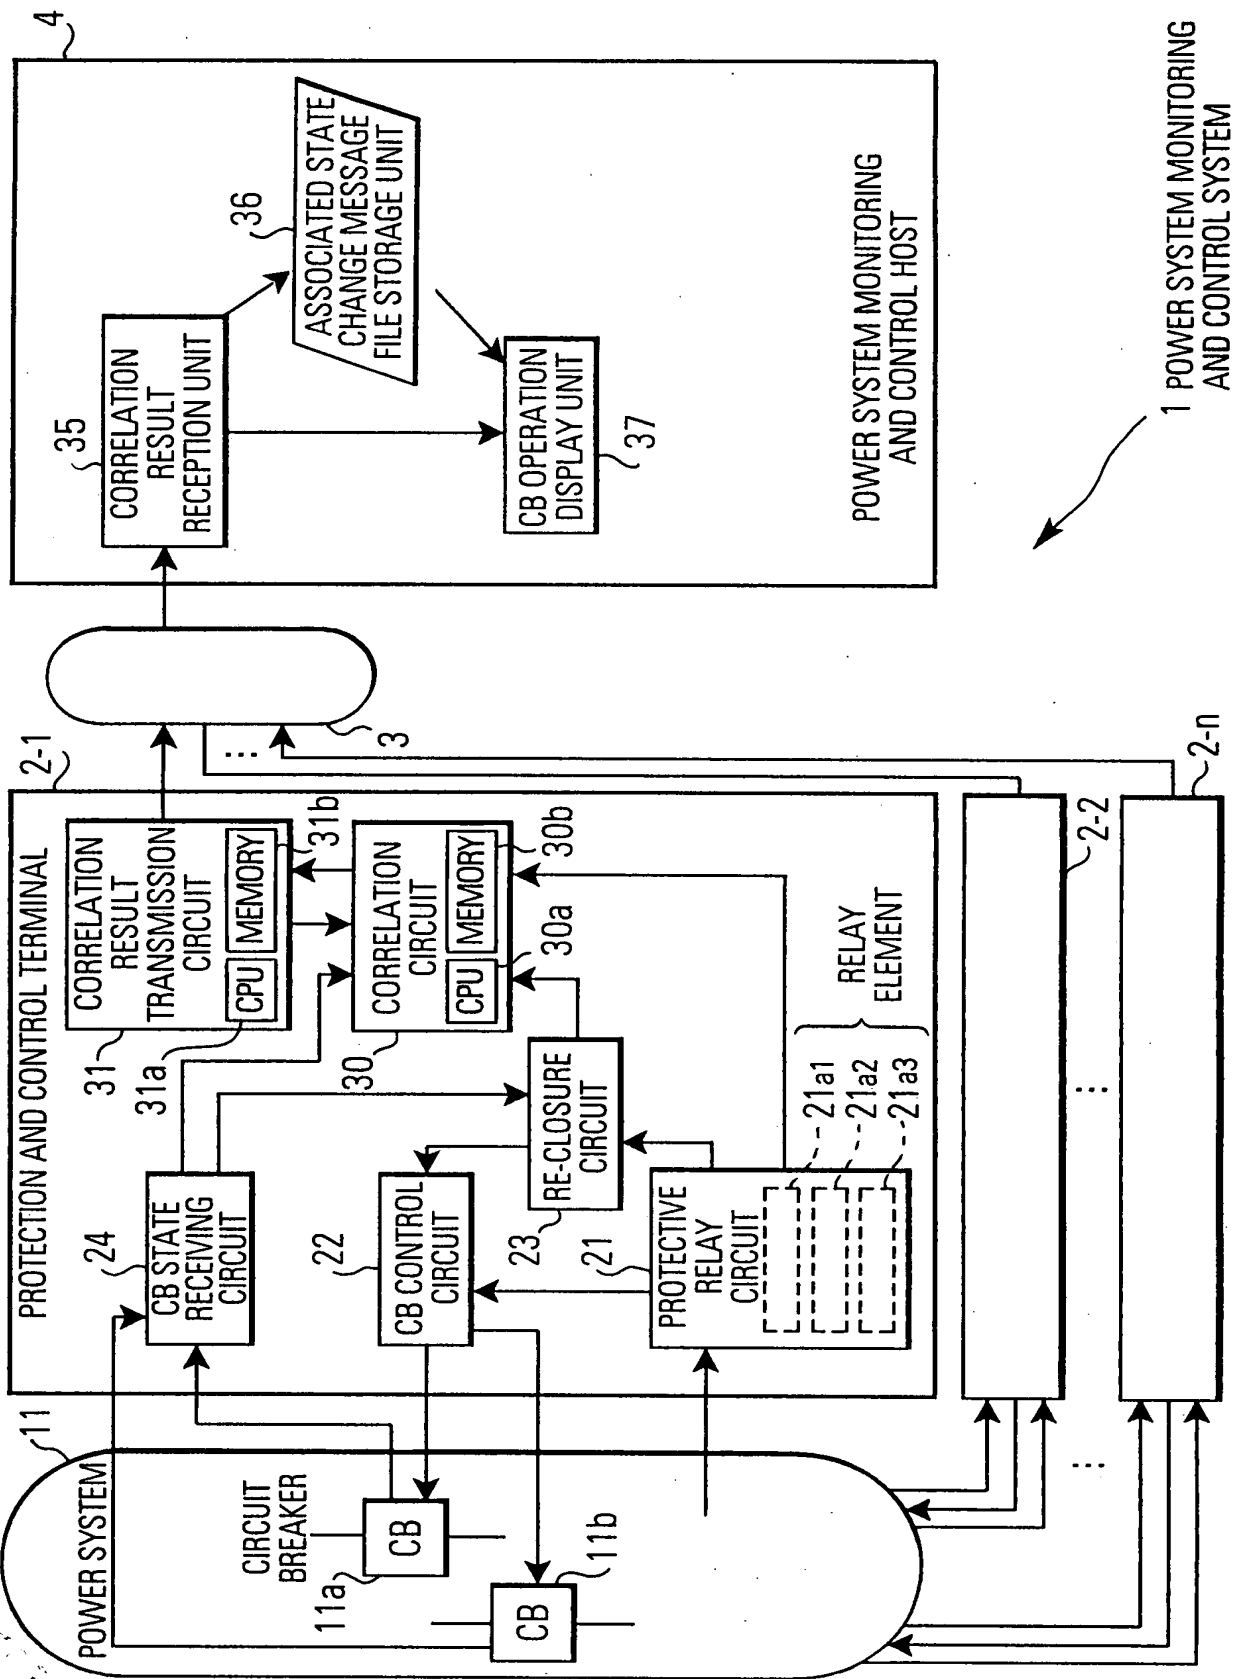 POWER SYSTEM
11
CIRCUIT
BREAKER
11a
CB
CB
11b
PROTECTION AND CONTROL TERMINAL
2-1
24
CB STATE
RECEIVING
CIRCUIT
22
CB CONTROL
CIRCUIT
23
RE-CLOSURE
CIRCUIT
21
PROTECTIVE
RELAY
CIRCUIT
21a1
21a2
21a3
RELAY
ELEMENT
31
CORRELATION
RESULT
TRANSMISSION
CIRCUIT
CPU
MEMORY
31a
31b
30
CORRELATION
CIRCUIT
CPU
MEMORY
30a
30b
2-2
...
2-n
...
...
3
4
35
CORRELATION
RESULT
RECEPTION UNIT
36
ASSOCIATED STATE
CHANGE MESSAGE
FILE STORAGE UNIT
CB OPERATION
DISPLAY UNIT
37
POWER SYSTEM MONITORING
AND CONTROL HOST
1 POWER SYSTEM MONITORING
AND CONTROL SYSTEM